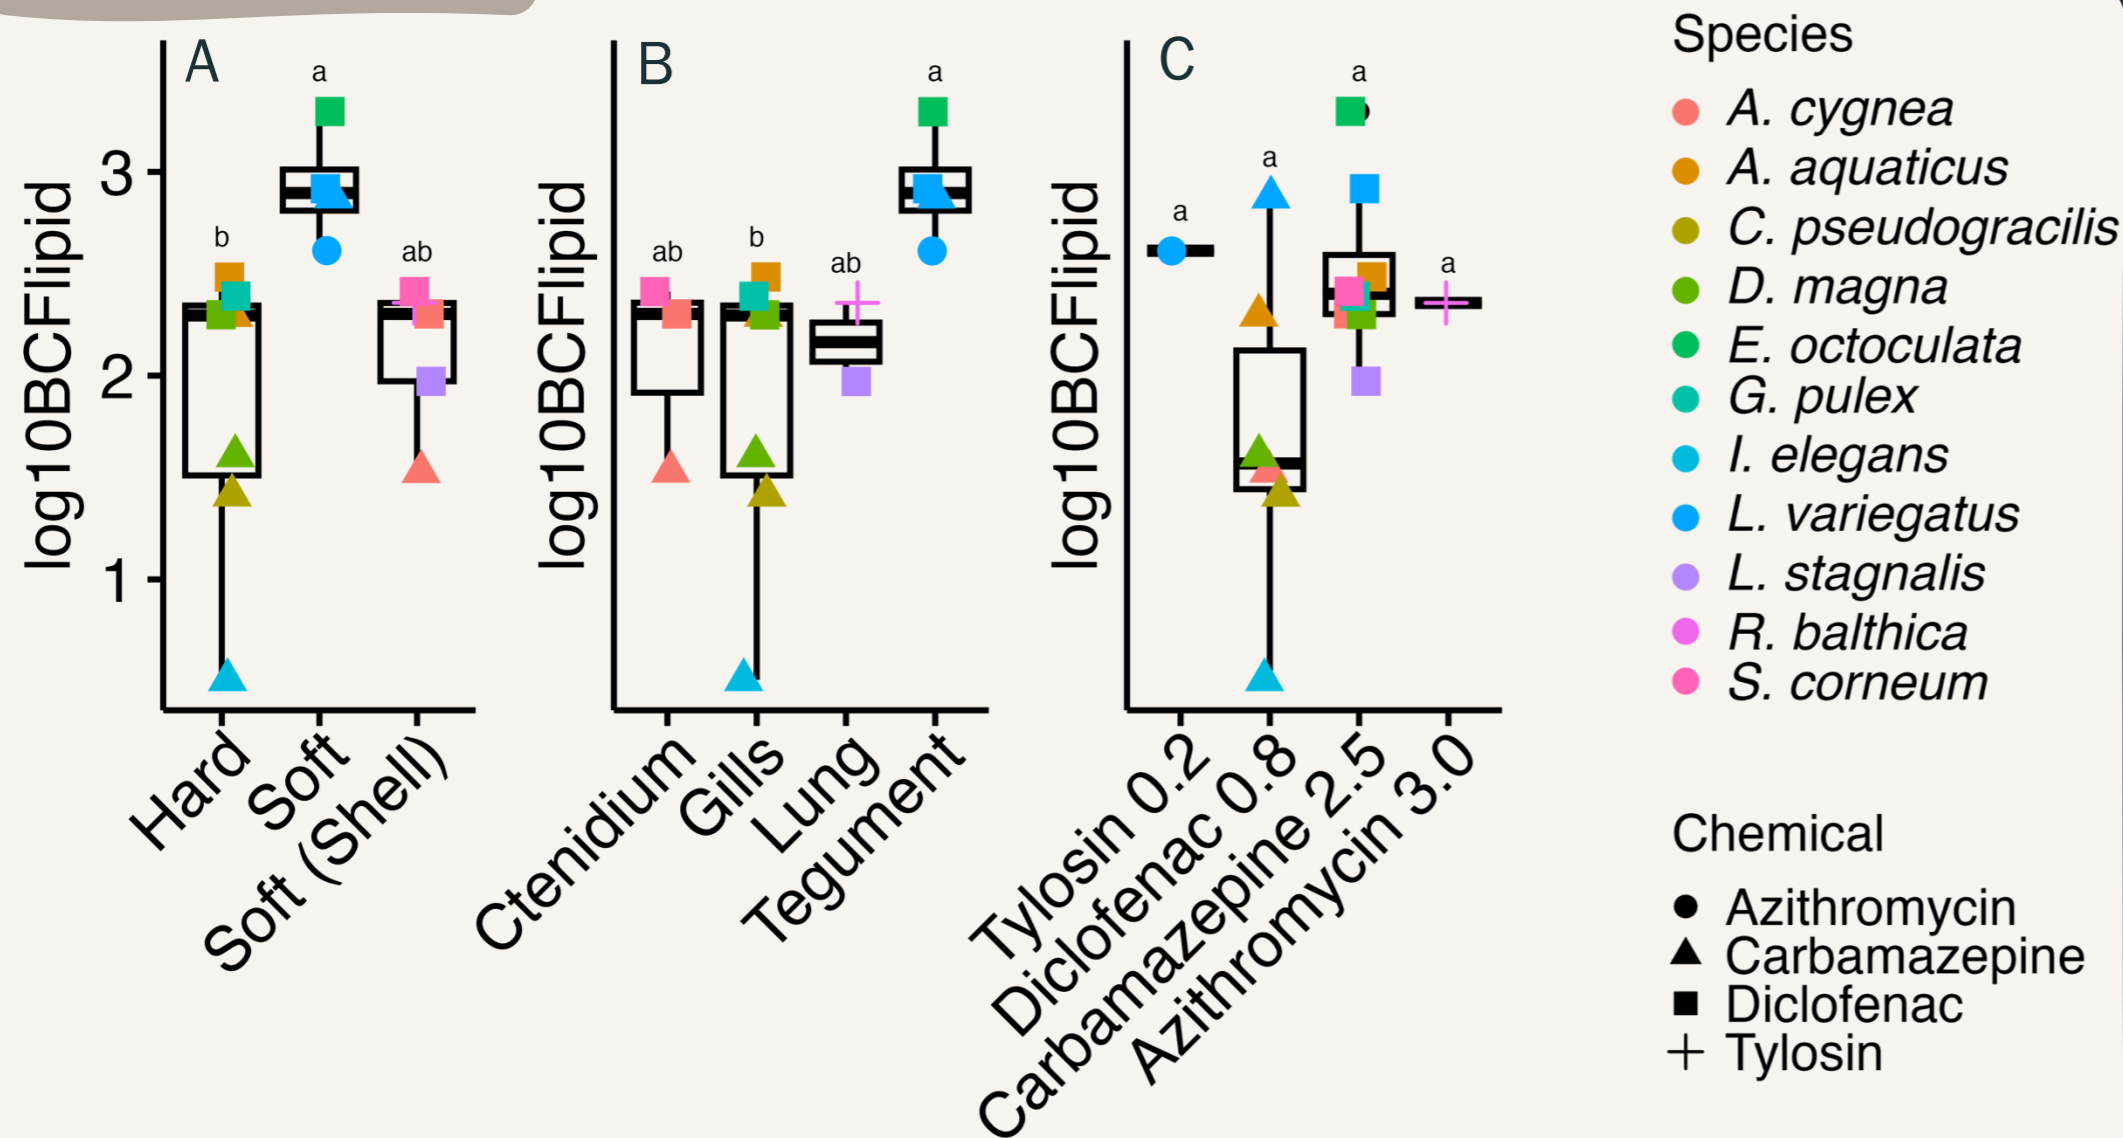 A
B
C
a
b
ab
a
ab
b
ab
a
a
a
a
log10BCFlipid
3
2
1
Hard
Soft
Soft (Shell)
log10BCFlipid
Ctenidium
Gills
Lung
Tegument
log10BCFlipid
Tylosin 0.2
Diclofenac 0.8
Carbamazepine 2.5
Azithromycin 3.0
Species
A. cygnea
A. aquaticus
C. pseudogracilis
D. magna
E. octoculata
G. pulex
I. elegans
L. variegatus
L. stagnalis
R. balthica
S. corneum
Chemical
Azithromycin
Carbamazepine
Diclofenac
Tylosin